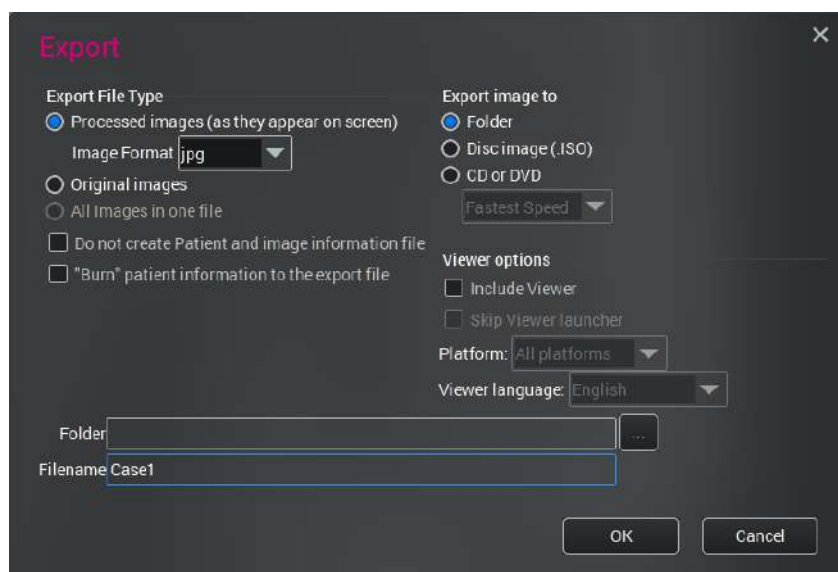 Export
Export File Type
Processed images (as they appear on screen)
Image Format jpg
Original images
All Images in one file
Do not create Patient and image information file
"Burn" patient information to the export file
Export image to
Folder
Disc image (.ISO)
CD or DVD
Fastest Speed
Viewer options
Include Viewer
Skip Viewer launcher
Platform: All platforms
Viewer language: English
Folder ...
Filename Case1
OK Cancel